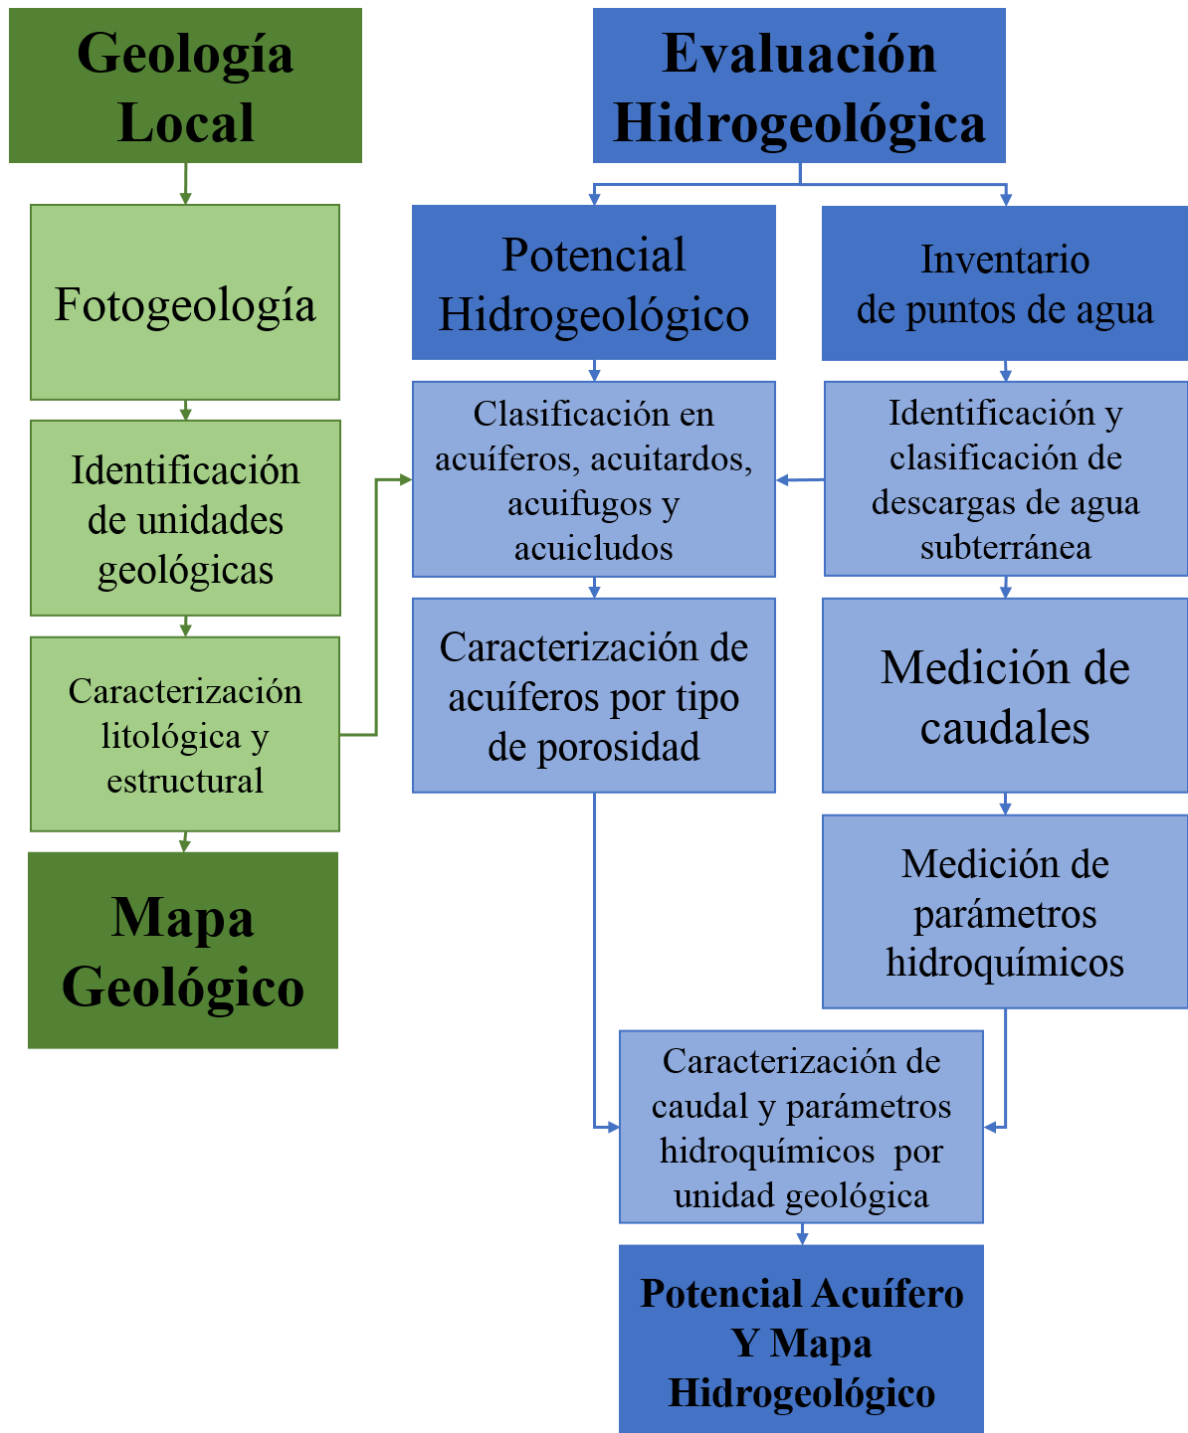 Geología
Local
Fotogeología
Identificación
de unidades
geológicas
Caracterización
litológica y
estructural
Mapa
Geológico
Evaluación
Hidrogeológica
Potencial
Hidrogeológico
Clasificación en
acuíferos, acuitardos,
acuifugos y
acuicludos
Caracterización de
acuíferos por tipo
de porosidad
Inventario
de puntos de agua
Identificación y
clasificación de
descargas de agua
subterránea
Medición de
caudales
Medición de
parámetros
hidroquímicos
Caracterización de
caudal y parámetros
hidroquímicos por
unidad geológica
Potencial Acuífero
Y Mapa
Hidrogeológico